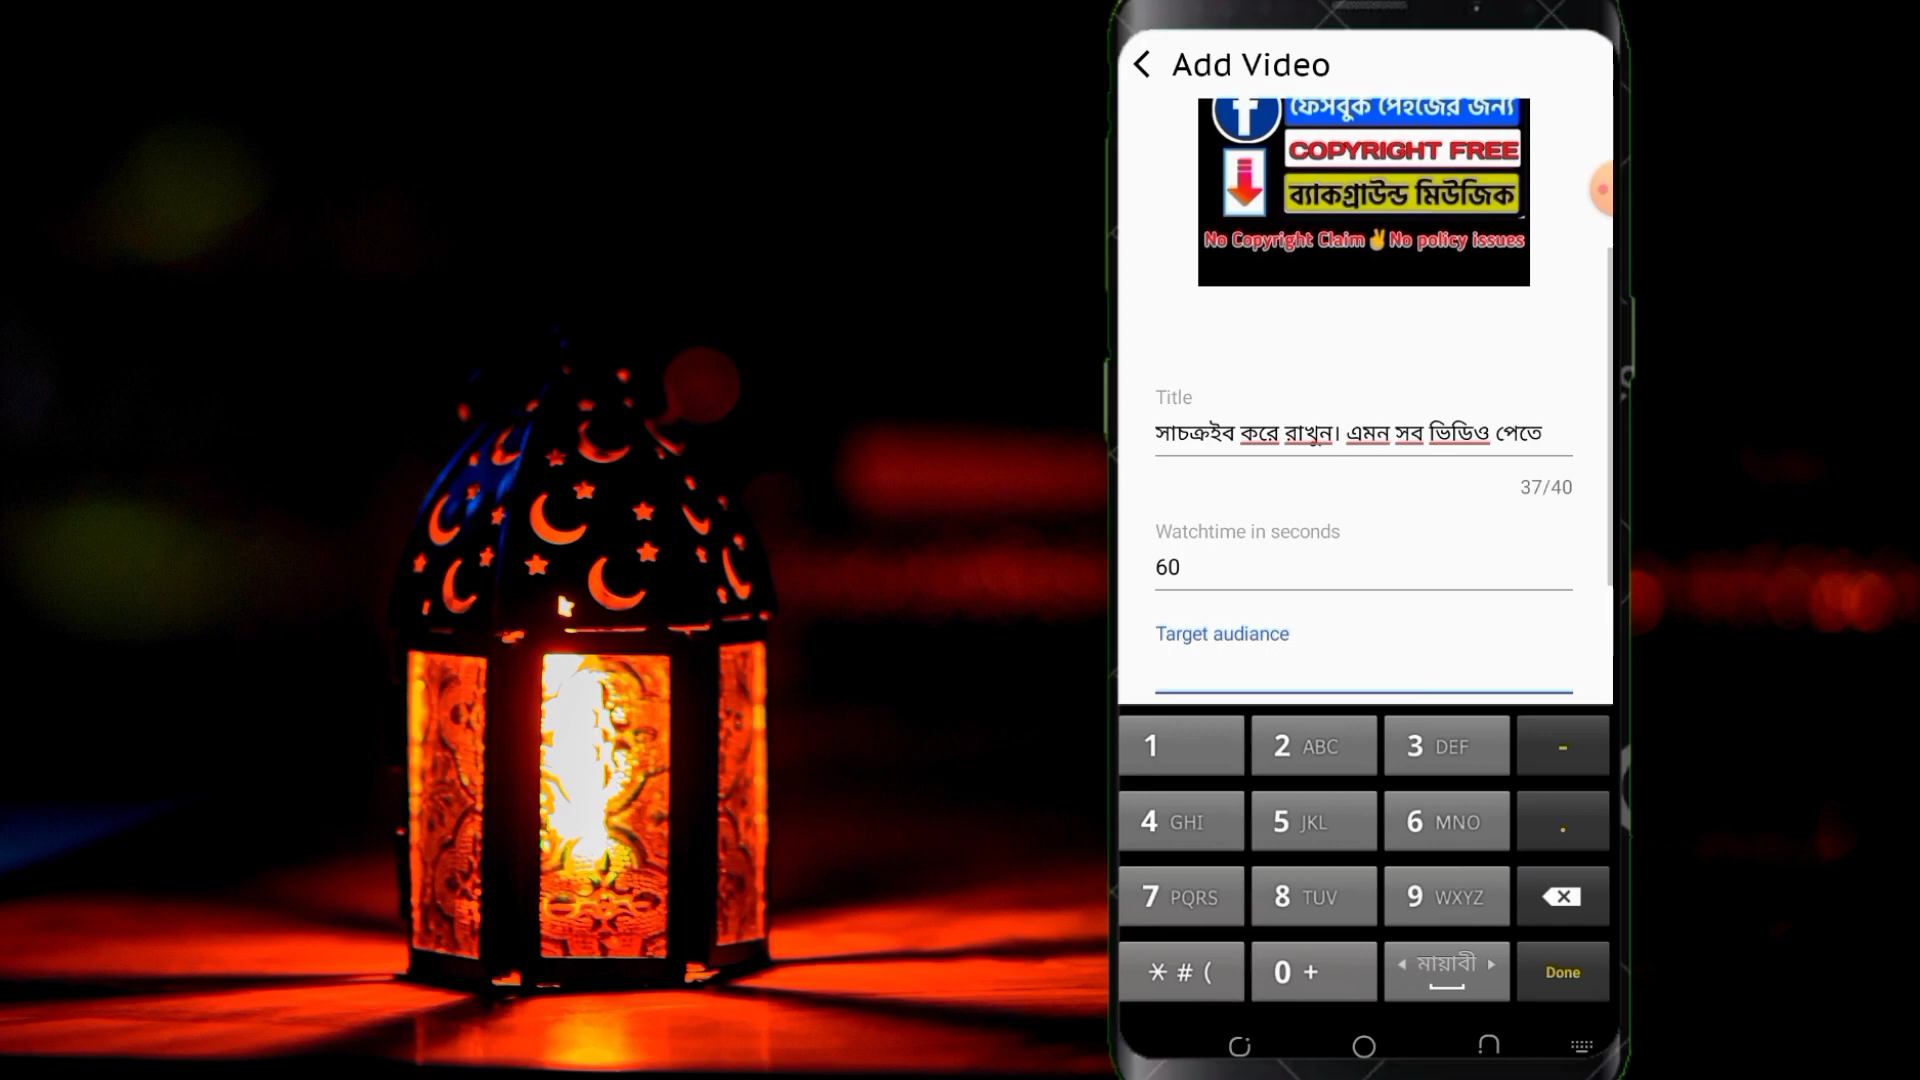 Add Video
ফেসবুক পেইজের জন্য
COPYRIGHT FREE
ব্যাকগ্রাউন্ড মিউজিক
No Copyright Claim ✌ No policy issues
Title
সাচক্রইব করে রাখুন। এমন সব ভিডিও পেতে
37/40
Watchtime in seconds
60
Target audiance
1 2 ABC 3 DEF -
4 GHI 5 JKL 6 MNO .
7 PQRS 8 TUV 9 WXYZ
* # ( 0 + মায়াবী Done